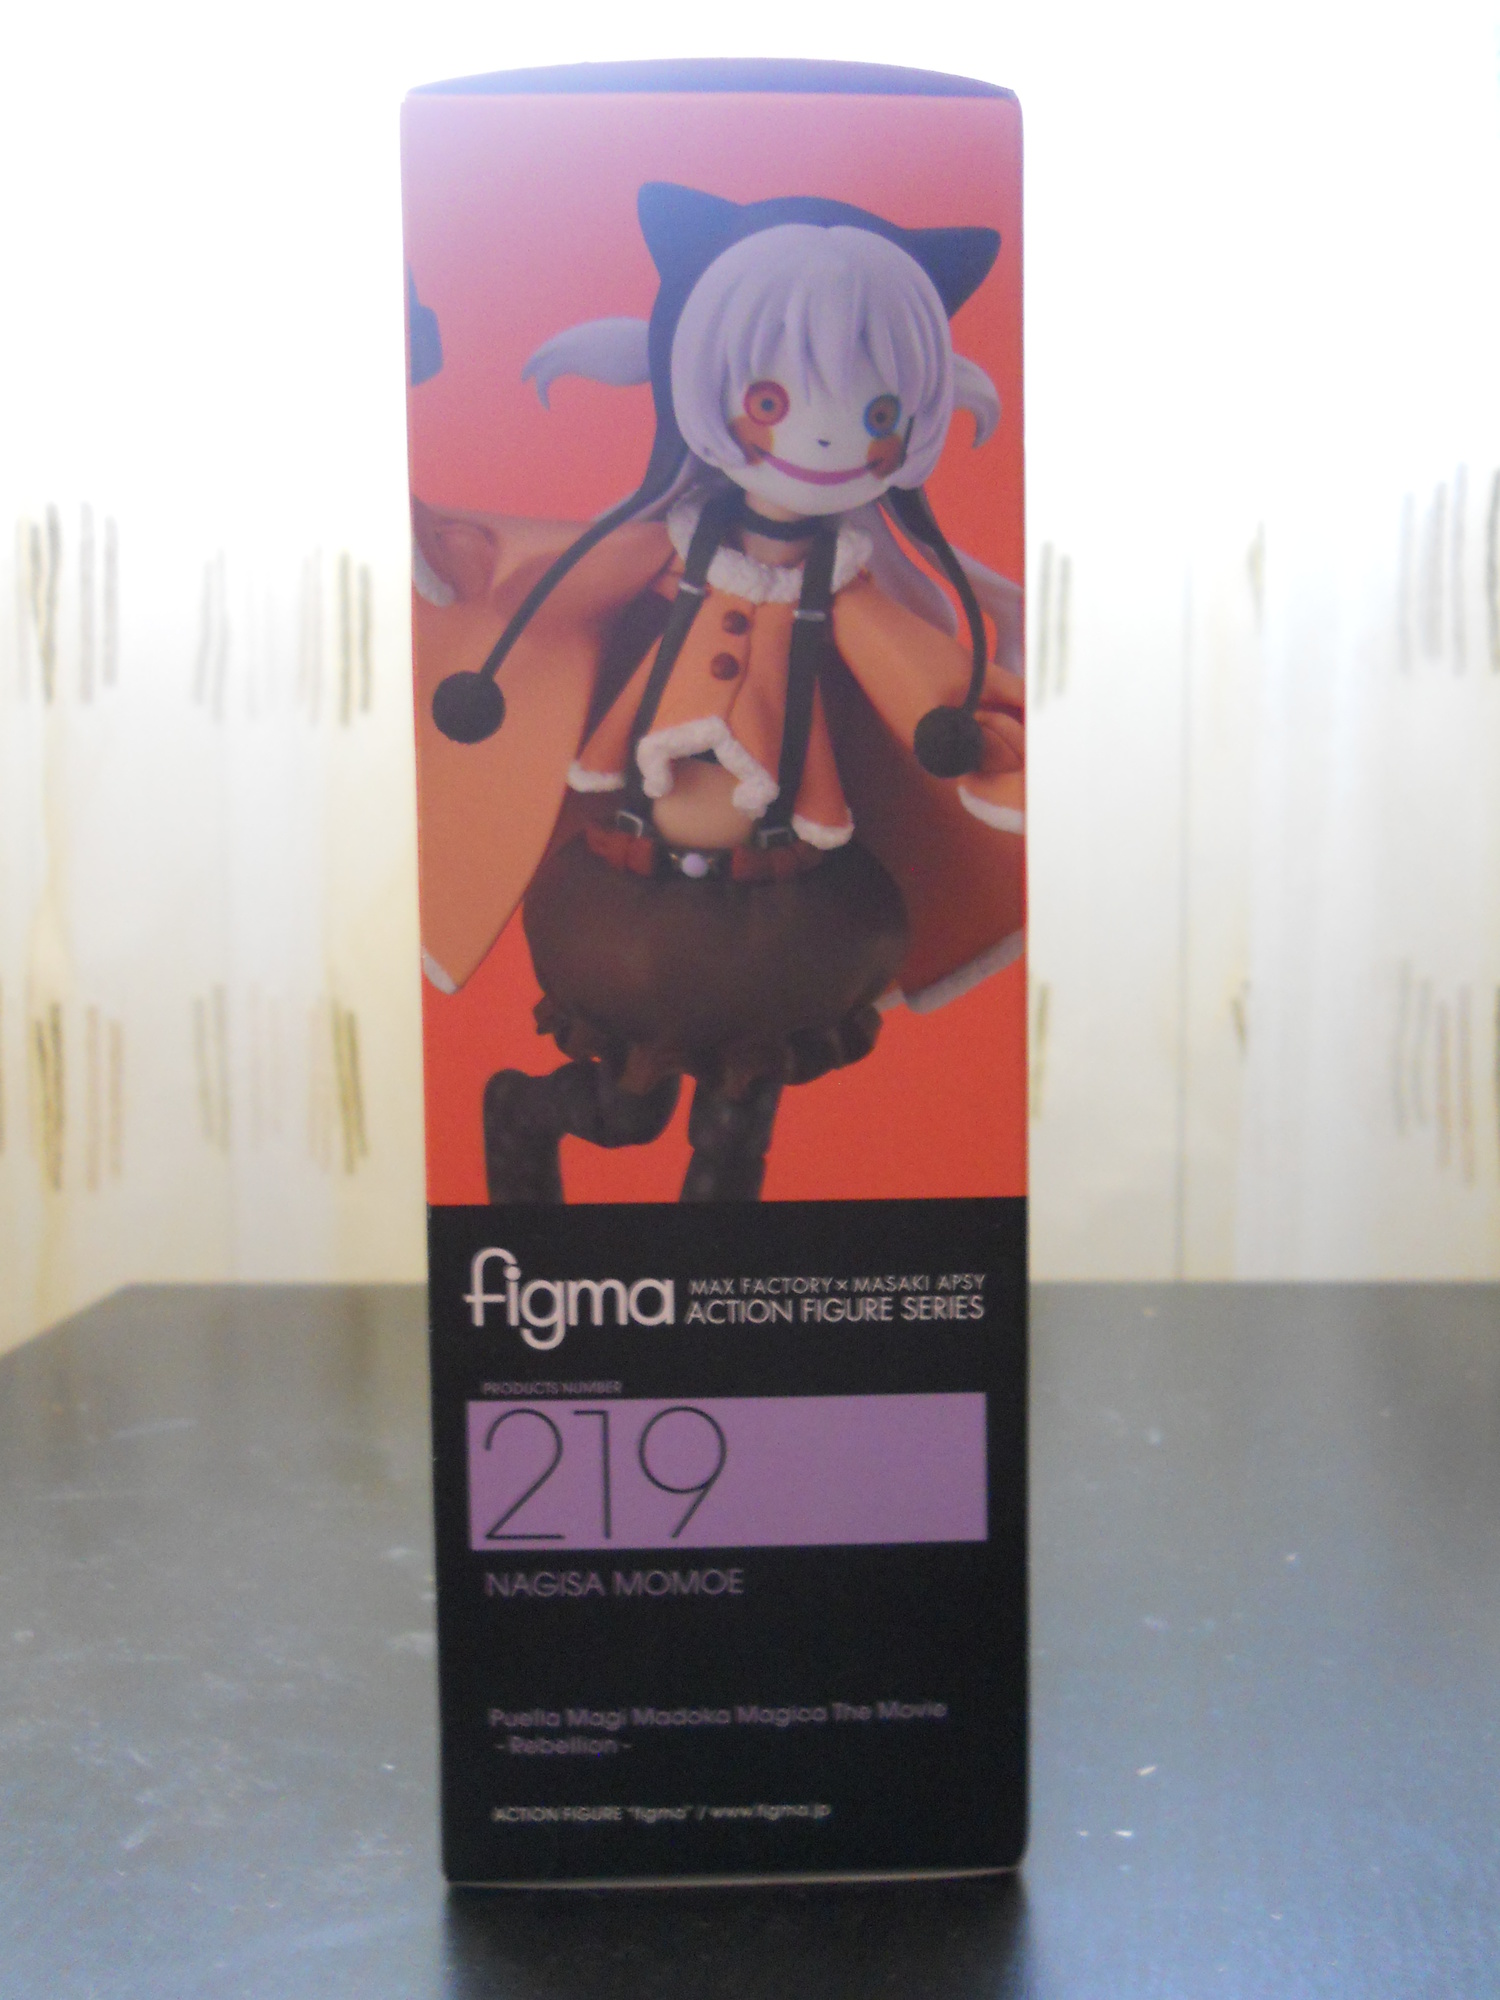 figma
MAX FACTORY × MASAKI APSY
ACTION FIGURE SERIES
PRODUCTS NUMBER
219
NAGISA MOMOE
Puella Magi Madoka Magica The Movie
-Rebellion-
ACTION FIGURE "figma" / www.figma.jp